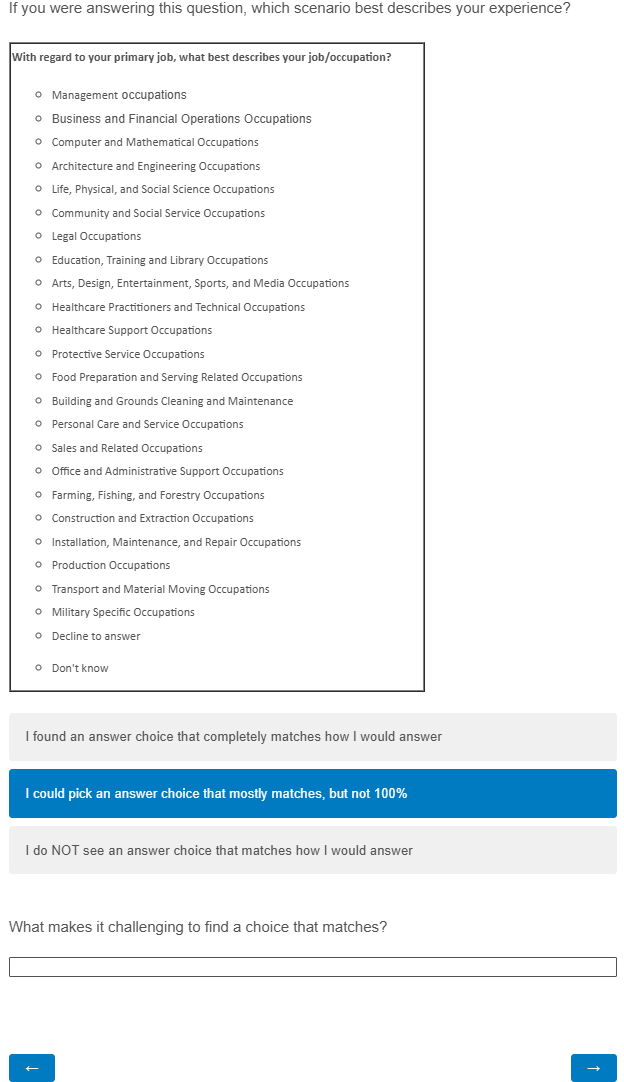 If you were answering this question, which scenario best describes your experience?
With regard to your primary job, what best describes your job/occupation?
Management occupations
Business and Financial Operations Occupations
Computer and Mathematical Occupations
Architecture and Engineering Occupations
Life, Physical, and Social Science Occupations
Community and Social Service Occupations
Legal Occupations
Education, Training and Library Occupations
Arts, Design, Entertainment, Sports, and Media Occupations
Healthcare Practitioners and Technical Occupations
Healthcare Support Occupations
Protective Service Occupations
Food Preparation and Serving Related Occupations
Building and Grounds Cleaning and Maintenance
Personal Care and Service Occupations
Sales and Related Occupations
Office and Administrative Support Occupations
Farming, Fishing, and Forestry Occupations
Construction and Extraction Occupations
Installation, Maintenance, and Repair Occupations
Production Occupations
Transport and Material Moving Occupations
Military Specific Occupations
Decline to answer
Don't know
I found an answer choice that completely matches how I would answer
I could pick an answer choice that mostly matches, but not 100%
I do NOT see an answer choice that matches how I would answer
What makes it challenging to find a choice that matches?
← →